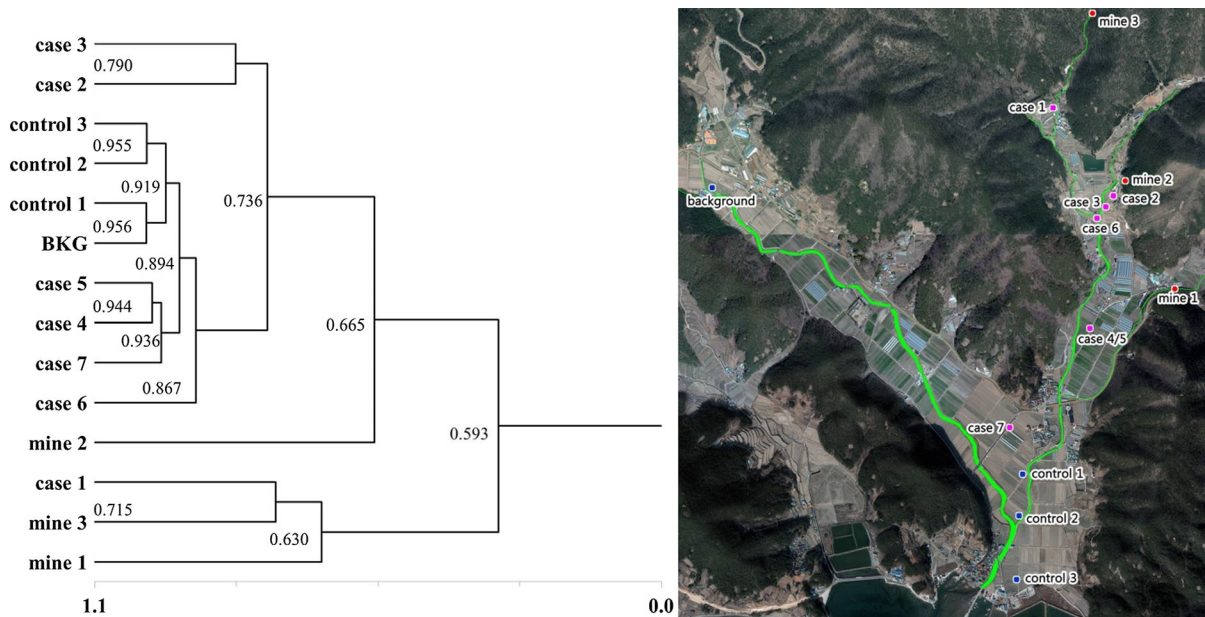 case 3
0.790
case 2
control 3
0.955
control 2
0.919
control 1
0.736
0.956
BKG
0.894
case 5
0.944
case 4
0.665
0.936
case 7
0.867
case 6
0.593
mine 2
case 1
0.715
mine 3
0.630
mine 1
1.1
0.0
mine 3
case 1
mine 2
background
case 3
case 2
case 6
mine 1
case 4/5
case 7
control 1
control 2
control 3